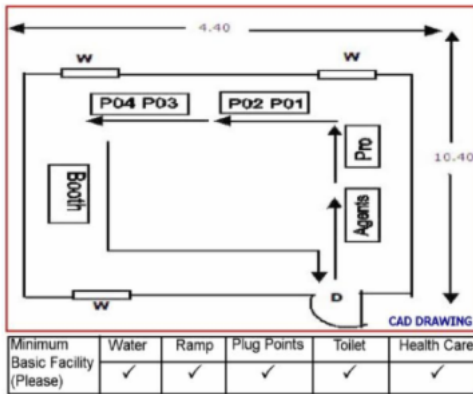 4.40
W
W
P04 P03
P02 P01
Pro
10.40
Booth
Agents
W
D
CAD DRAWING
Minimum Basic Facility (Please)
Water
Ramp
Plug Points
Toilet
Health Care
✓ ✓ ✓ ✓ ✓